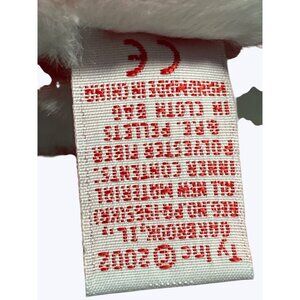 Ty Inc © 2002
OAKBROOK, IL,
REG.NO PA-1965(KR)
ALL NEW MATERIAL
INNER CONTENTS:
POLYESTER FIBER
& P.E. PELLETS
IN CLOTH BAG
HANDMADE IN CHINA
CE